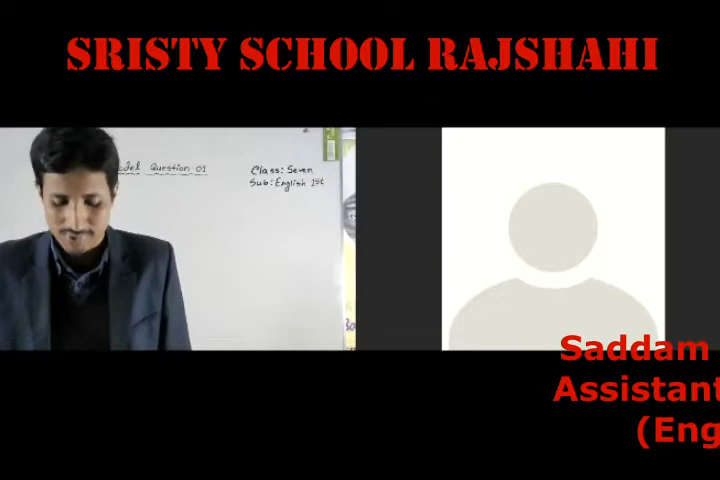 SRISTY SCHOOL RAJSHAHI
Question 01
Class: Seven
Sub: English 1st
Saddam
Assistant
(Eng